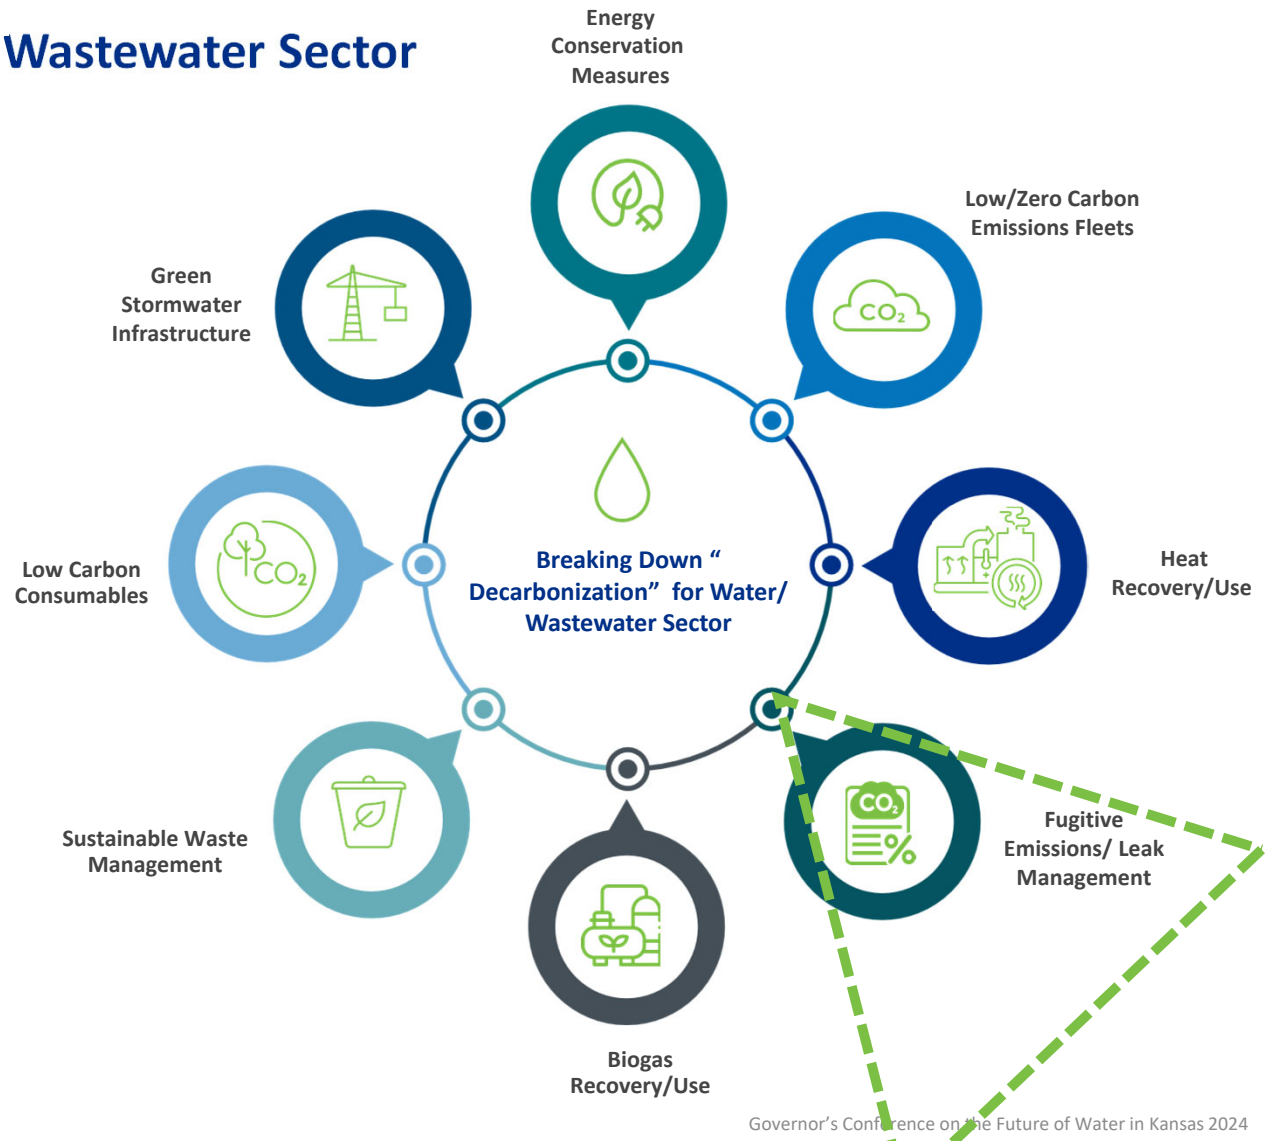 Wastewater Sector
Energy
Conservation
Measures
Low/Zero Carbon
Emissions Fleets
Green
Stormwater
Infrastructure
CO₂
Heat
Recovery/Use
Low Carbon
Consumables
CO₂
Breaking Down “
Decarbonization” for Water/
Wastewater Sector
Fugitive
Emissions/ Leak
Management
CO₂
%
Sustainable Waste
Management
Biogas
Recovery/Use
Governor’s Conference on the Future of Water in Kansas 2024